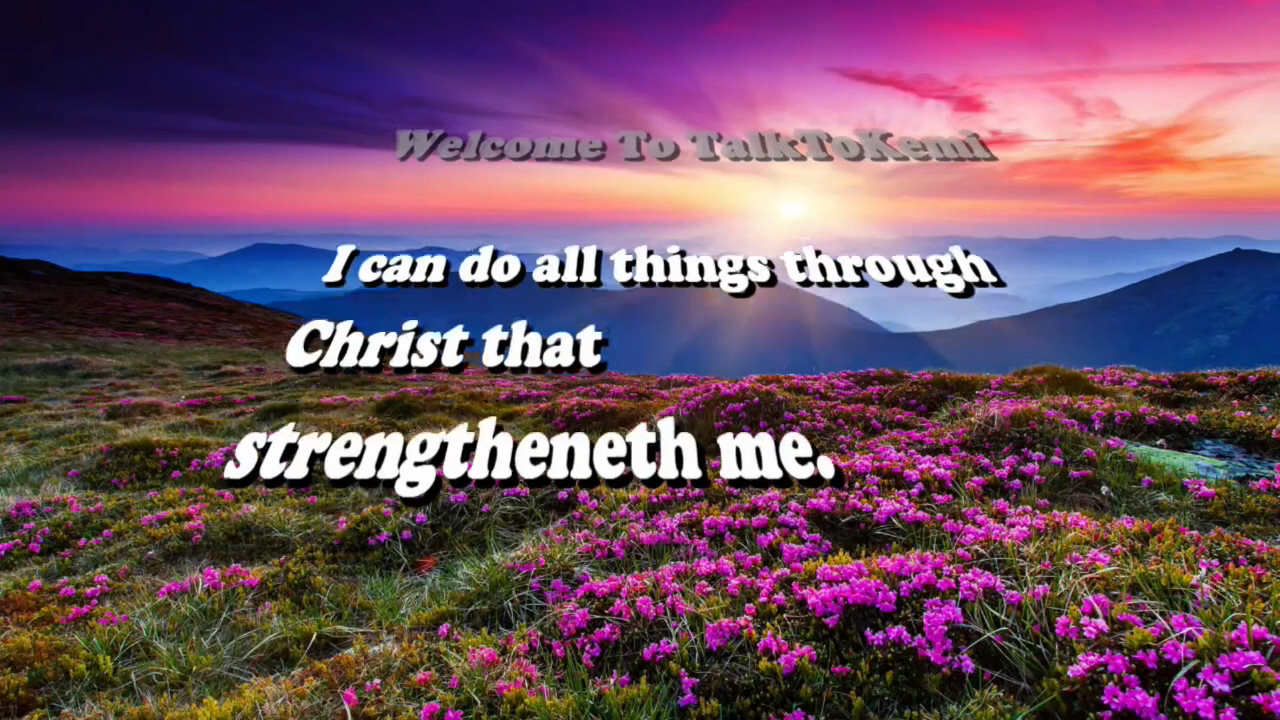 Welcome To TalkToKemi
I can do all things through
Christ that
strengtheneth me.